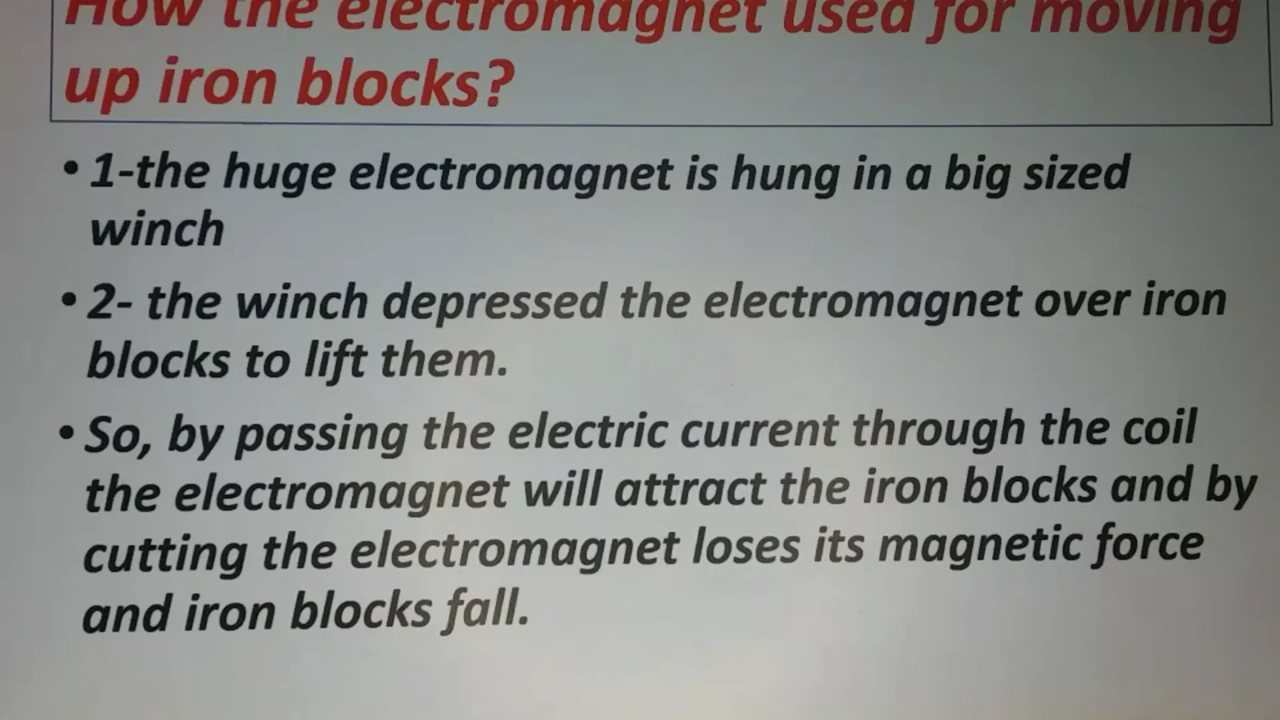 How the electromagnet used for moving
up iron blocks?
• 1-the huge electromagnet is hung in a big sized
winch
• 2- the winch depressed the electromagnet over iron
blocks to lift them.
• So, by passing the electric current through the coil
the electromagnet will attract the iron blocks and by
cutting the electromagnet loses its magnetic force
and iron blocks fall.